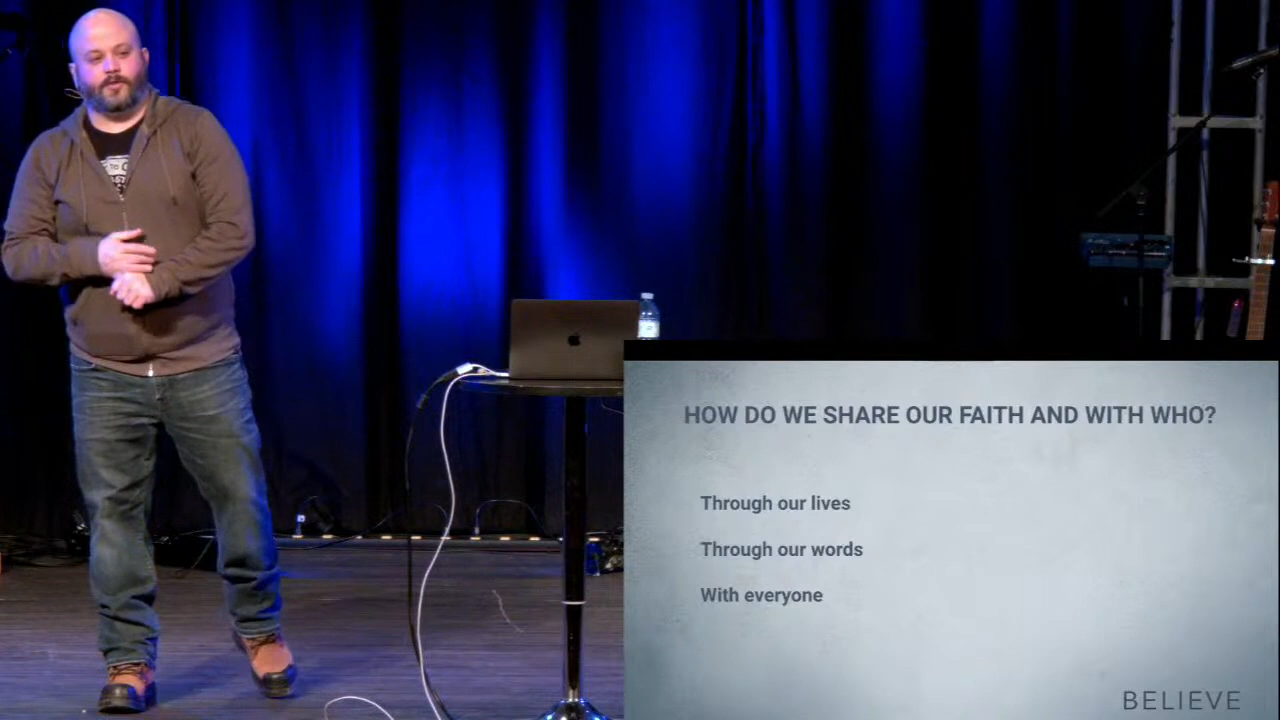 HOW DO WE SHARE OUR FAITH AND WITH WHO?
Through our lives
Through our words
With everyone
BELIEVE